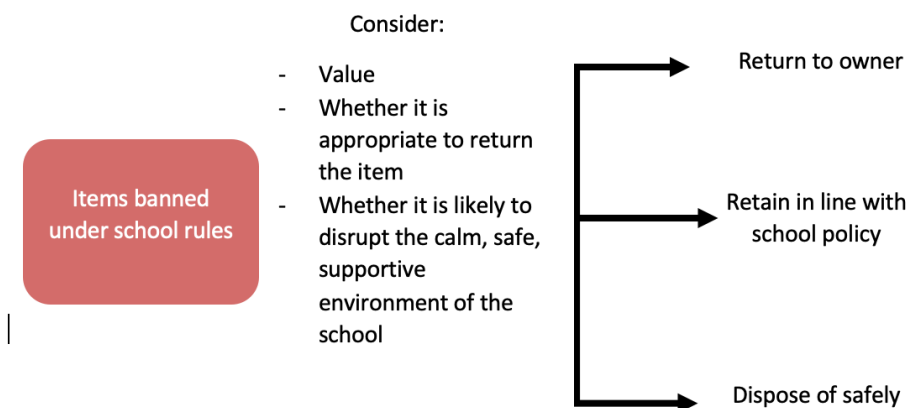 Consider:
Items banned
under school rules
- Value
- Whether it is
appropriate to return
the item
- Whether it is likely to
disrupt the calm, safe,
supportive
environment of the
school
Return to owner
Retain in line with
school policy
Dispose of safely